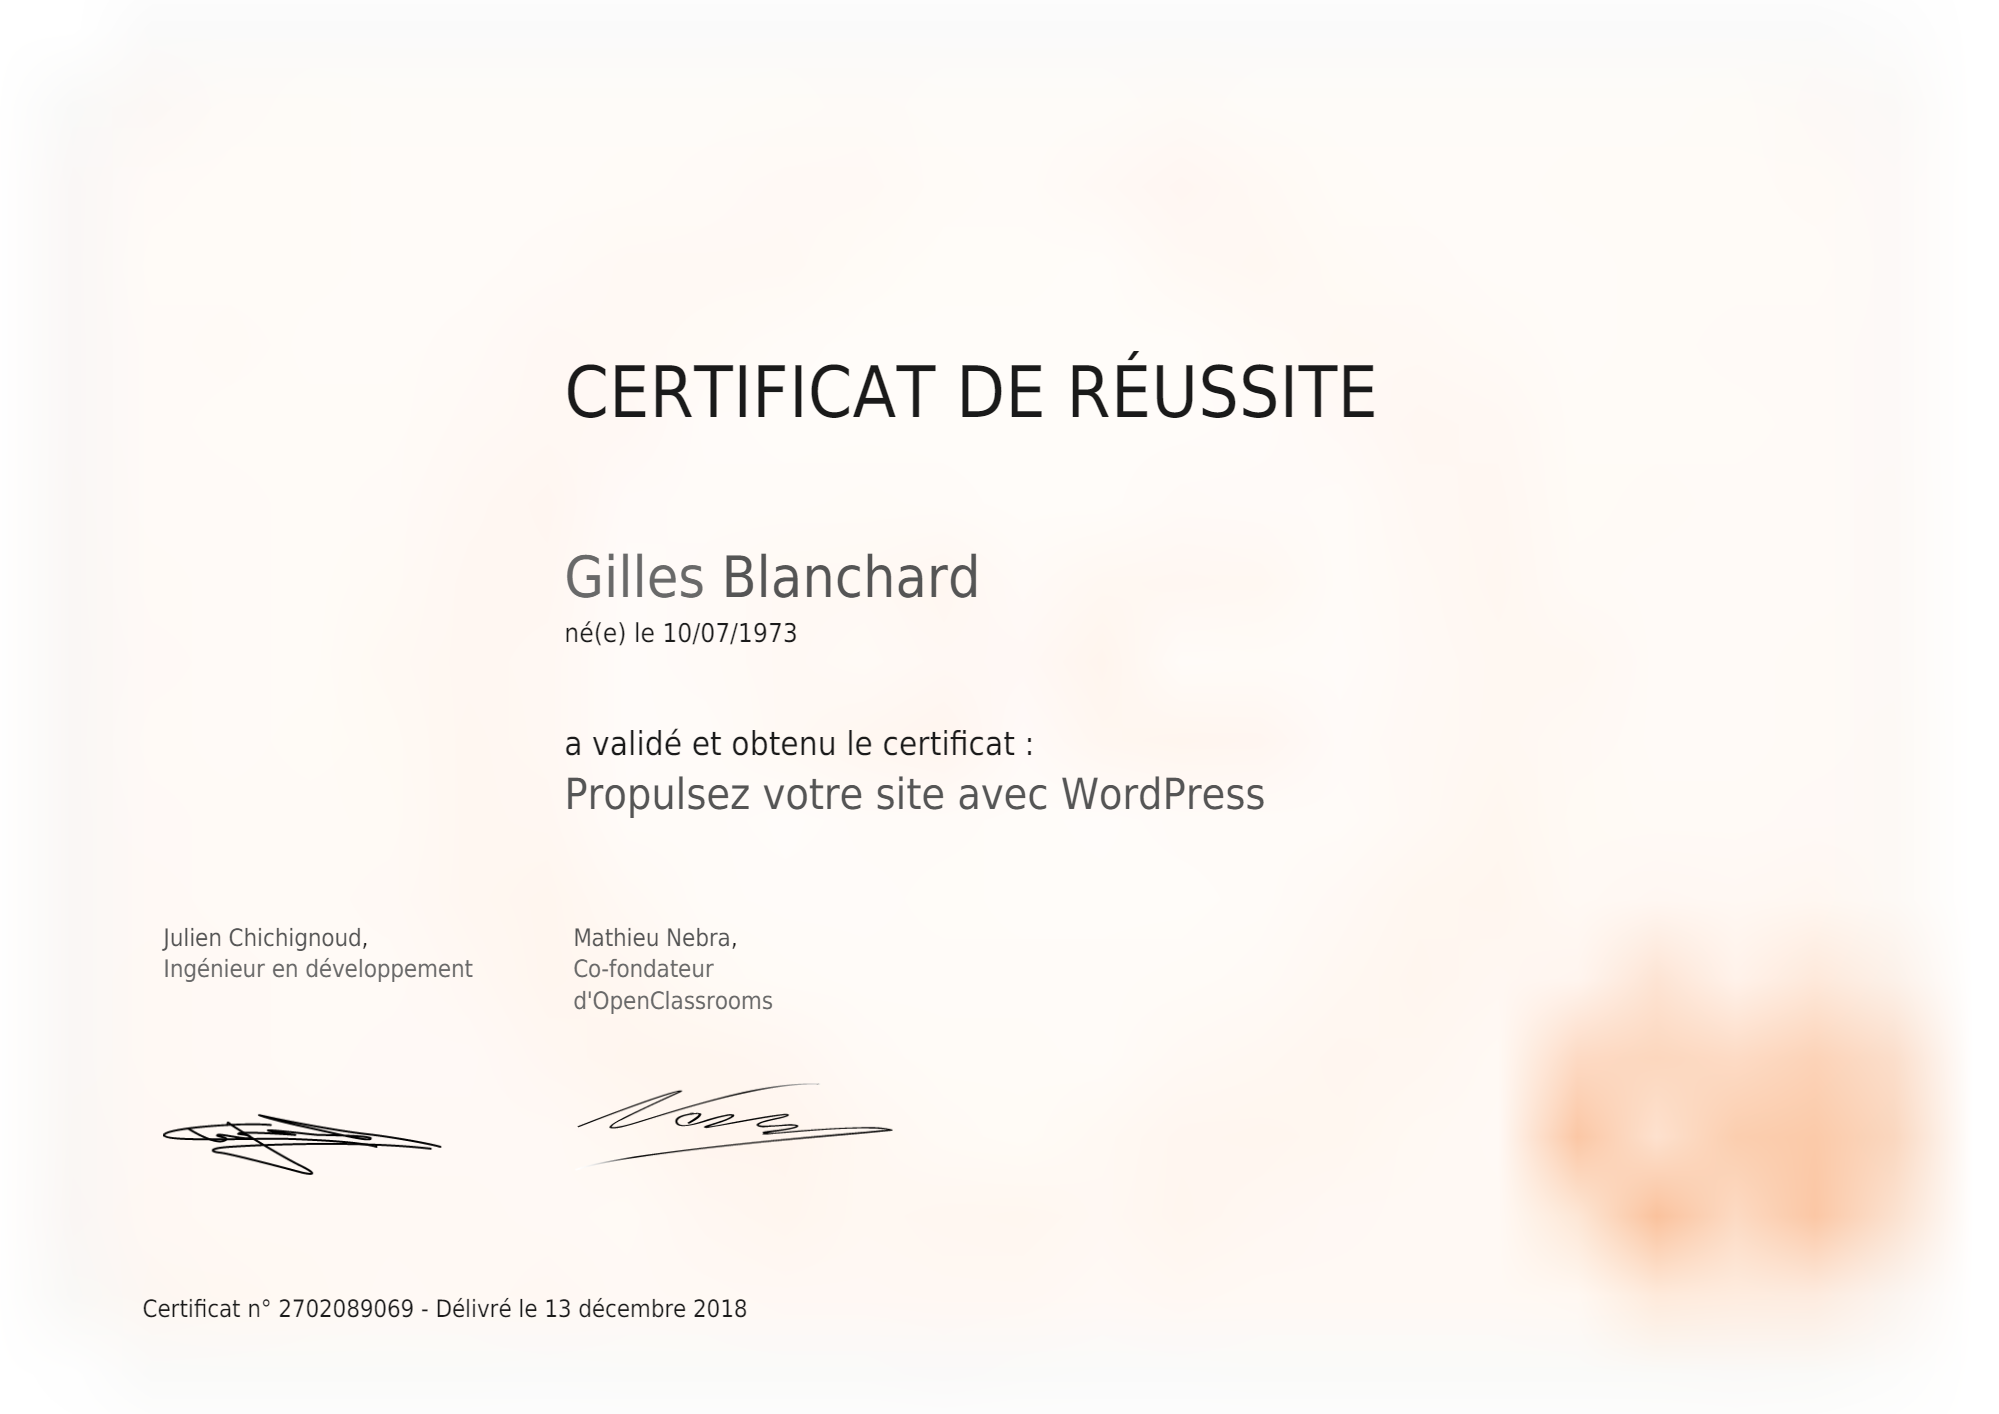 CERTIFICAT DE RÉUSSITE
Gilles Blanchard
né(e) le 10/07/1973
a validé et obtenu le certificat :
Propulsez votre site avec WordPress
Julien Chichignoud,
Ingénieur en développement
Mathieu Nebra,
Co-fondateur
d'OpenClassrooms
Certificat n° 2702089069 - Délivré le 13 décembre 2018